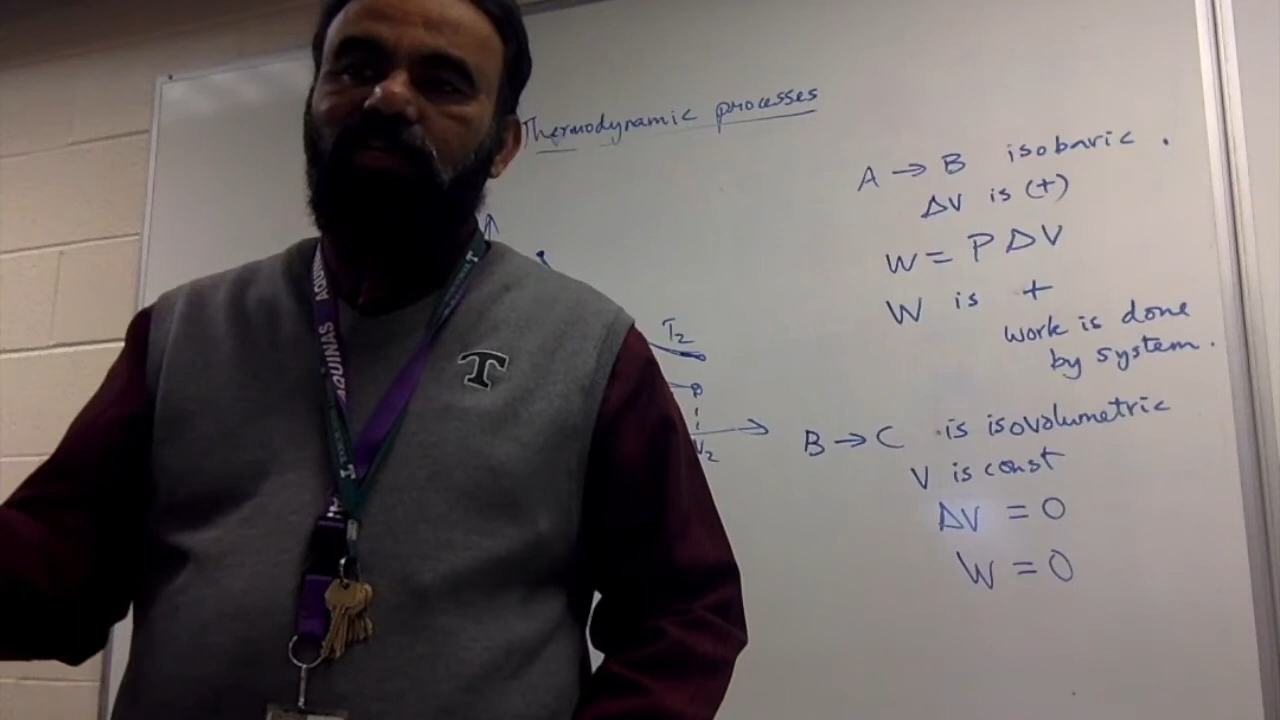 Thermodynamic processes
A → B isobaric.
ΔV is (+)
W = P ΔV
W is +
work is done
by system.
T2
V2
B → C is isovolumetric
V is const
ΔV = 0
W = 0
AQUINAS
T